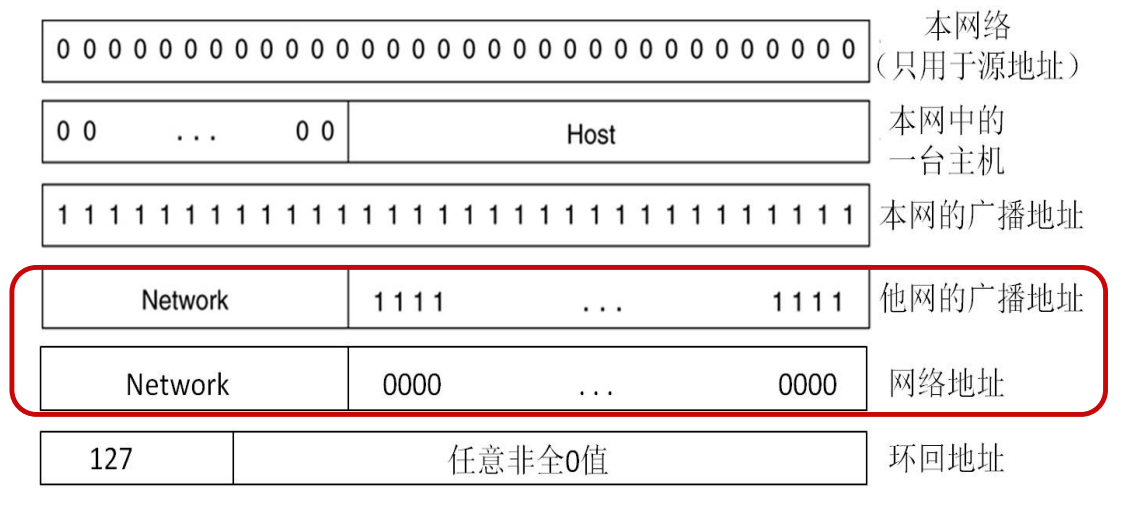 0 0 0 0 0 0 0 0 0 0 0 0 0 0 0 0 0 0 0 0 0 0 0 0 0 0 0 0 0 0 0 0
本网络
（只用于源地址）
0 0 ... 0 0 Host
本网中的
一台主机
1 1 1 1 1 1 1 1 1 1 1 1 1 1 1 1 1 1 1 1 1 1 1 1 1 1 1 1 1 1 1 1
本网的广播地址
Network 1 1 1 1 ... 1 1 1 1
他网的广播地址
Network 0000 ... 0000
网络地址
127 任意非全0值
环回地址